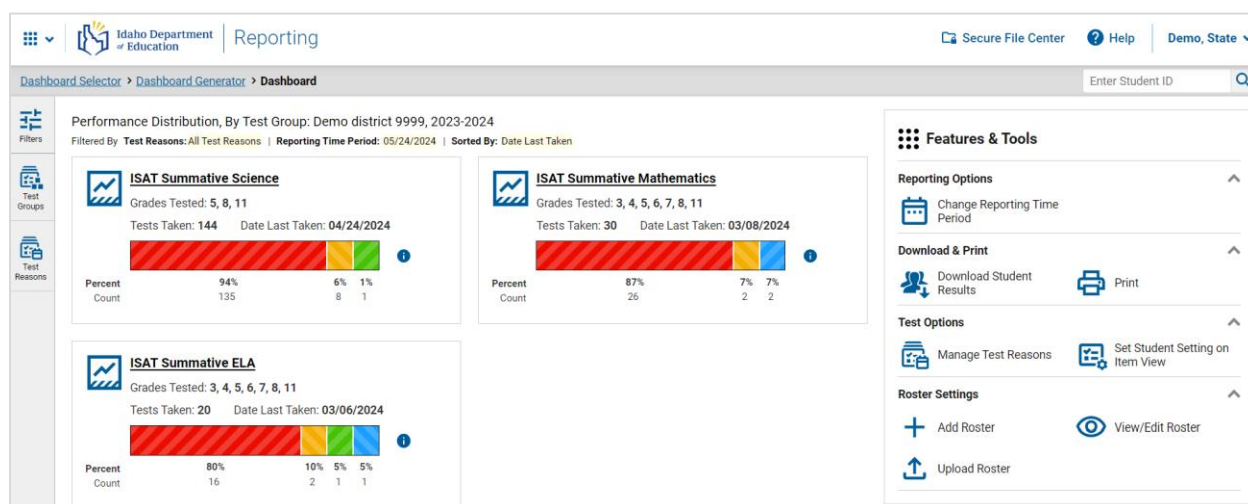 Idaho Department
of Education
Reporting
Secure File Center
Help
Demo, State
Dashboard Selector > Dashboard Generator > Dashboard
Enter Student ID
Filters
Test
Groups
Test
Reasons
Performance Distribution, By Test Group: Demo district 9999, 2023-2024
Filtered By Test Reasons: All Test Reasons | Reporting Time Period: 05/24/2024 | Sorted By: Date Last Taken
ISAT Summative Science
Grades Tested: 5, 8, 11
Tests Taken: 144 Date Last Taken: 04/24/2024
Percent 94% 6% 1%
Count 135 8 1
ISAT Summative Mathematics
Grades Tested: 3, 4, 5, 6, 7, 8, 11
Tests Taken: 30 Date Last Taken: 03/08/2024
Percent 87% 7% 7%
Count 26 2 2
ISAT Summative ELA
Grades Tested: 3, 4, 5, 6, 7, 8, 11
Tests Taken: 20 Date Last Taken: 03/06/2024
Percent 80% 10% 5% 5%
Count 16 2 1 1
Features & Tools
Reporting Options
Change Reporting Time
Period
Download & Print
Download Student
Results
Print
Test Options
Manage Test Reasons
Set Student Setting on
Item View
Roster Settings
Add Roster
View/Edit Roster
Upload Roster